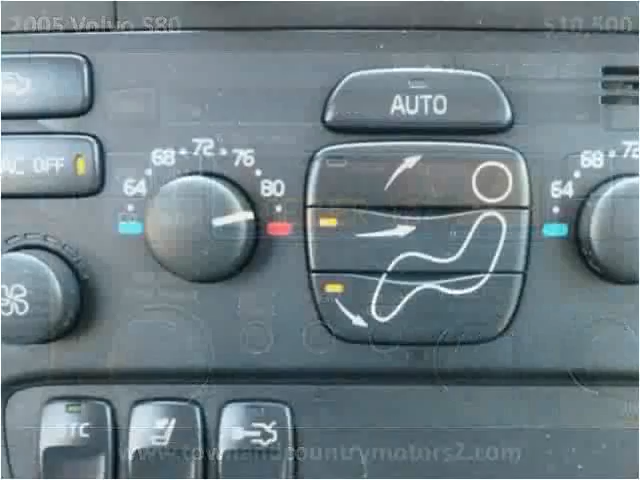 2005 Volvo S80
$10,500
AUTO
AC OFF
64 68 72 76 80
64 68 72
STC
www.townandcountrymotors2.com